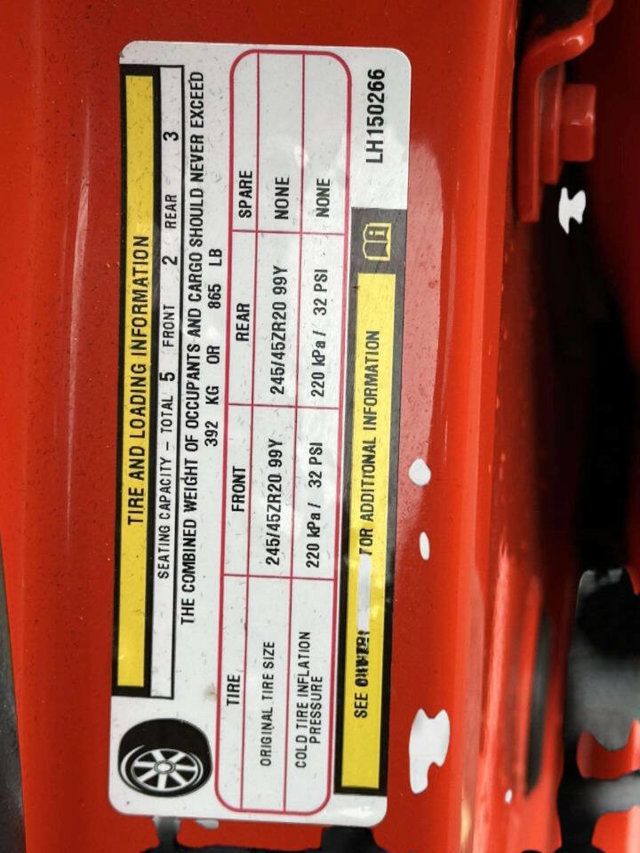 TIRE AND LOADING INFORMATION
SEATING CAPACITY – TOTAL 5 FRONT 2 REAR 3
THE COMBINED WEIGHT OF OCCUPANTS AND CARGO SHOULD NEVER EXCEED
392 KG OR 865 LB
TIRE FRONT REAR SPARE
ORIGINAL TIRE SIZE 245/45ZR20 99Y 245/45ZR20 99Y NONE
COLD TIRE INFLATION
PRESSURE 220 kPa / 32 PSI 220 kPa / 32 PSI NONE
SEE FOR ADDITIONAL INFORMATION
LH150266